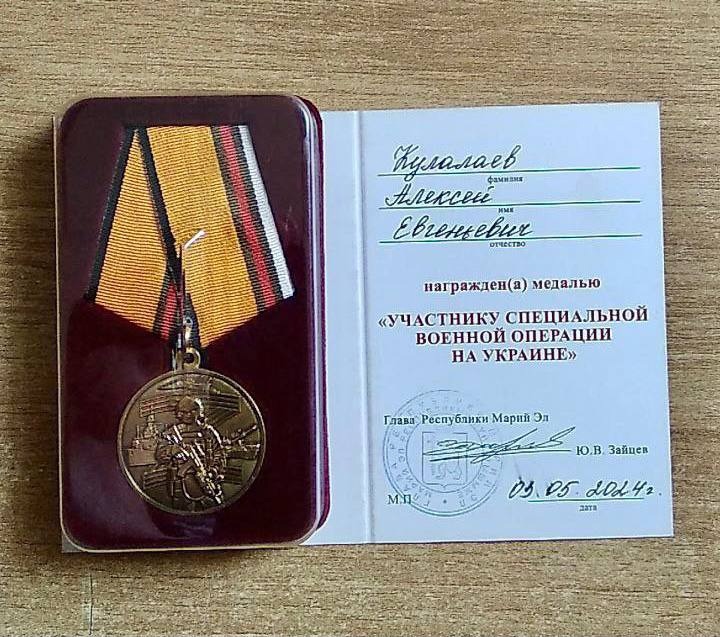 Кулалаев
фамилия
Алексей
имя
Евгеньевич
отчество
награжден(а) медалью
«УЧАСТНИКУ СПЕЦИАЛЬНОЙ
ВОЕННОЙ ОПЕРАЦИИ
НА УКРАИНЕ»
Глава Республики Марий Эл
Ю.В. Зайцев
М.П.
03.05.2024г.
дата